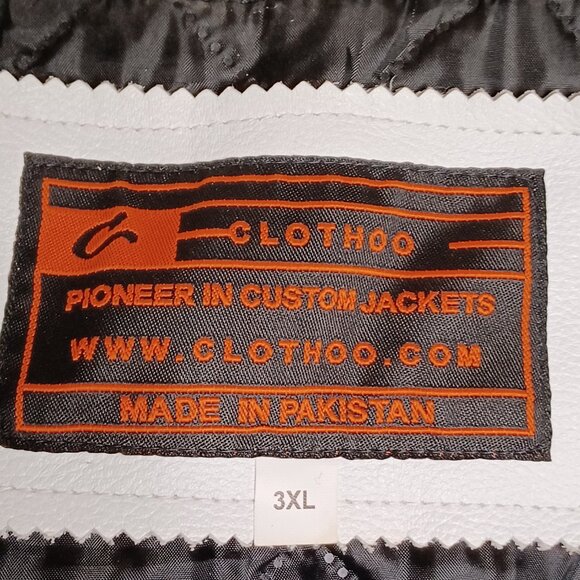 CLOTHOO
PIONEER IN CUSTOM JACKETS
WWW.CLOTHOO.COM
MADE IN PAKISTAN
3XL